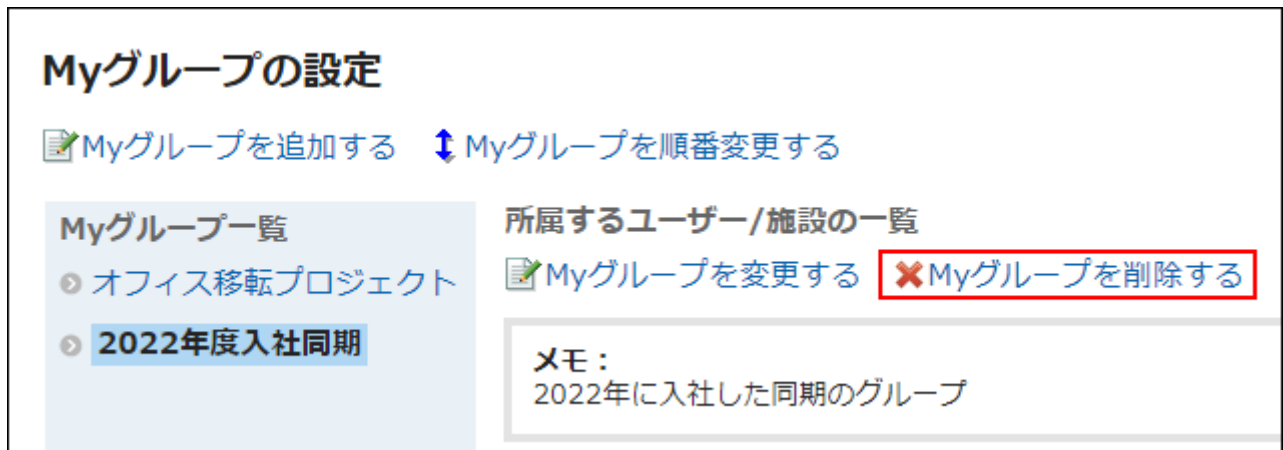 Myグループの設定
Myグループを追加する Myグループを順番変更する
Myグループ一覧
オフィス移転プロジェクト
2022年度入社同期
所属するユーザー/施設の一覧
Myグループを変更する Myグループを削除する
メモ：
2022年に入社した同期のグループ